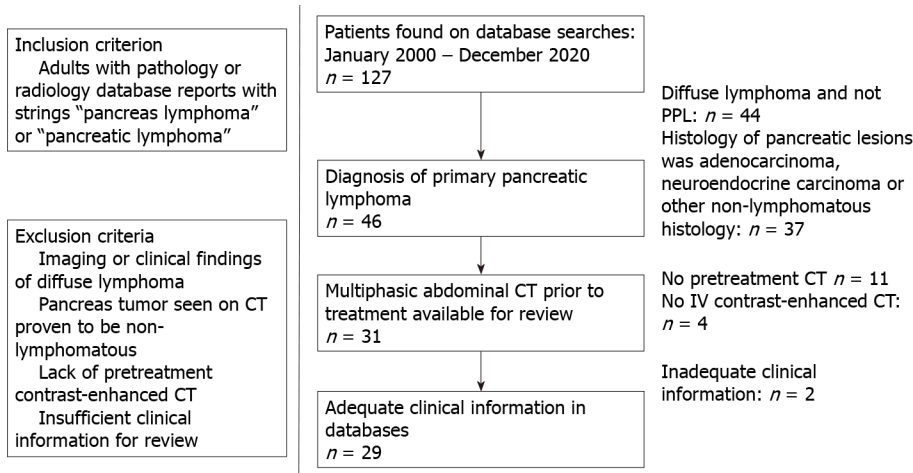 Inclusion criterion
Adults with pathology or
radiology database reports with
strings “pancreas lymphoma”
or “pancreatic lymphoma”
Exclusion criteria
Imaging or clinical findings
of diffuse lymphoma
Pancreas tumor seen on CT
proven to be non-
lymphomatous
Lack of pretreatment
contrast-enhanced CT
Insufficient clinical
information for review
Patients found on database searches:
January 2000 – December 2020
n = 127
Diffuse lymphoma and not
PPL: n = 44
Histology of pancreatic lesions
was adenocarcinoma,
neuroendocrine carcinoma or
other non-lymphomatous
histology: n = 37
Diagnosis of primary pancreatic
lymphoma
n = 46
No pretreatment CT n = 11
No IV contrast-enhanced CT:
n = 4
Multiphasic abdominal CT prior to
treatment available for review
n = 31
Inadequate clinical
information: n = 2
Adequate clinical information in
databases
n = 29